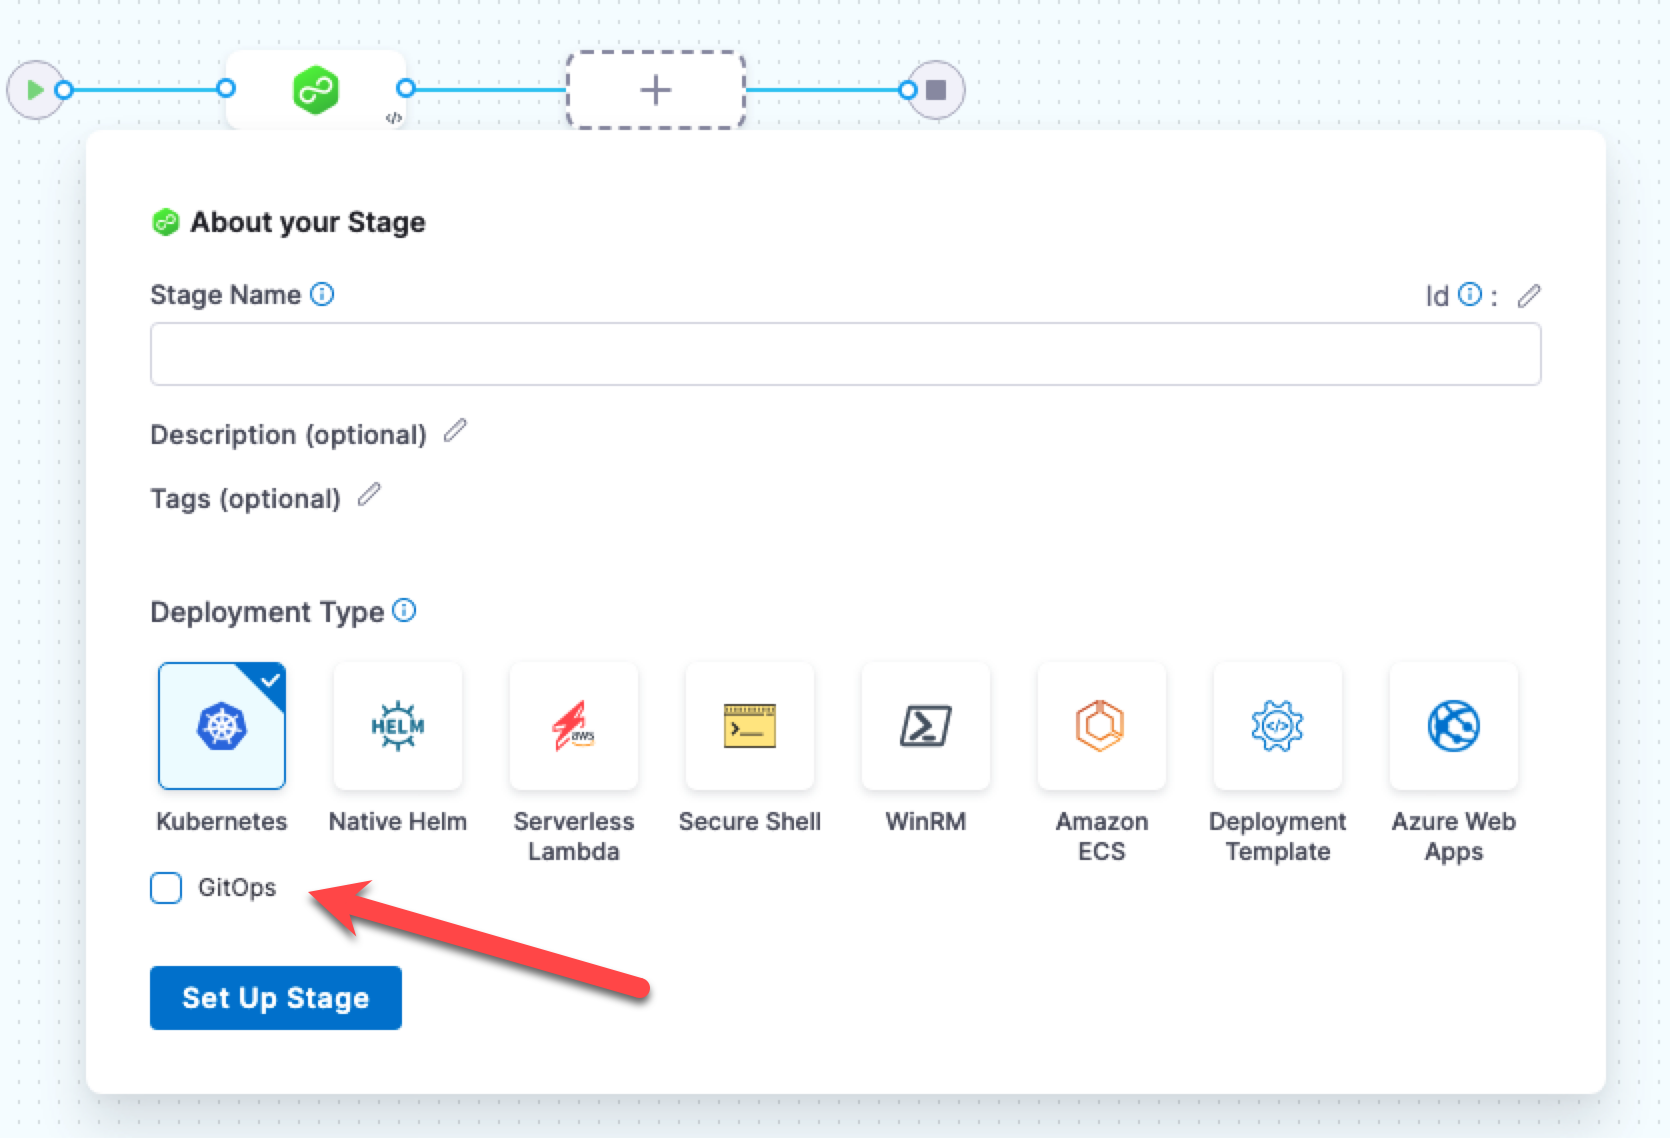 </>
About your Stage
Stage Name
Id :
Description (optional)
Tags (optional)
Deployment Type
HELM
aws
</>
Kubernetes
Native Helm
Serverless Lambda
Secure Shell
WinRM
Amazon ECS
Deployment Template
Azure Web Apps
GitOps
Set Up Stage